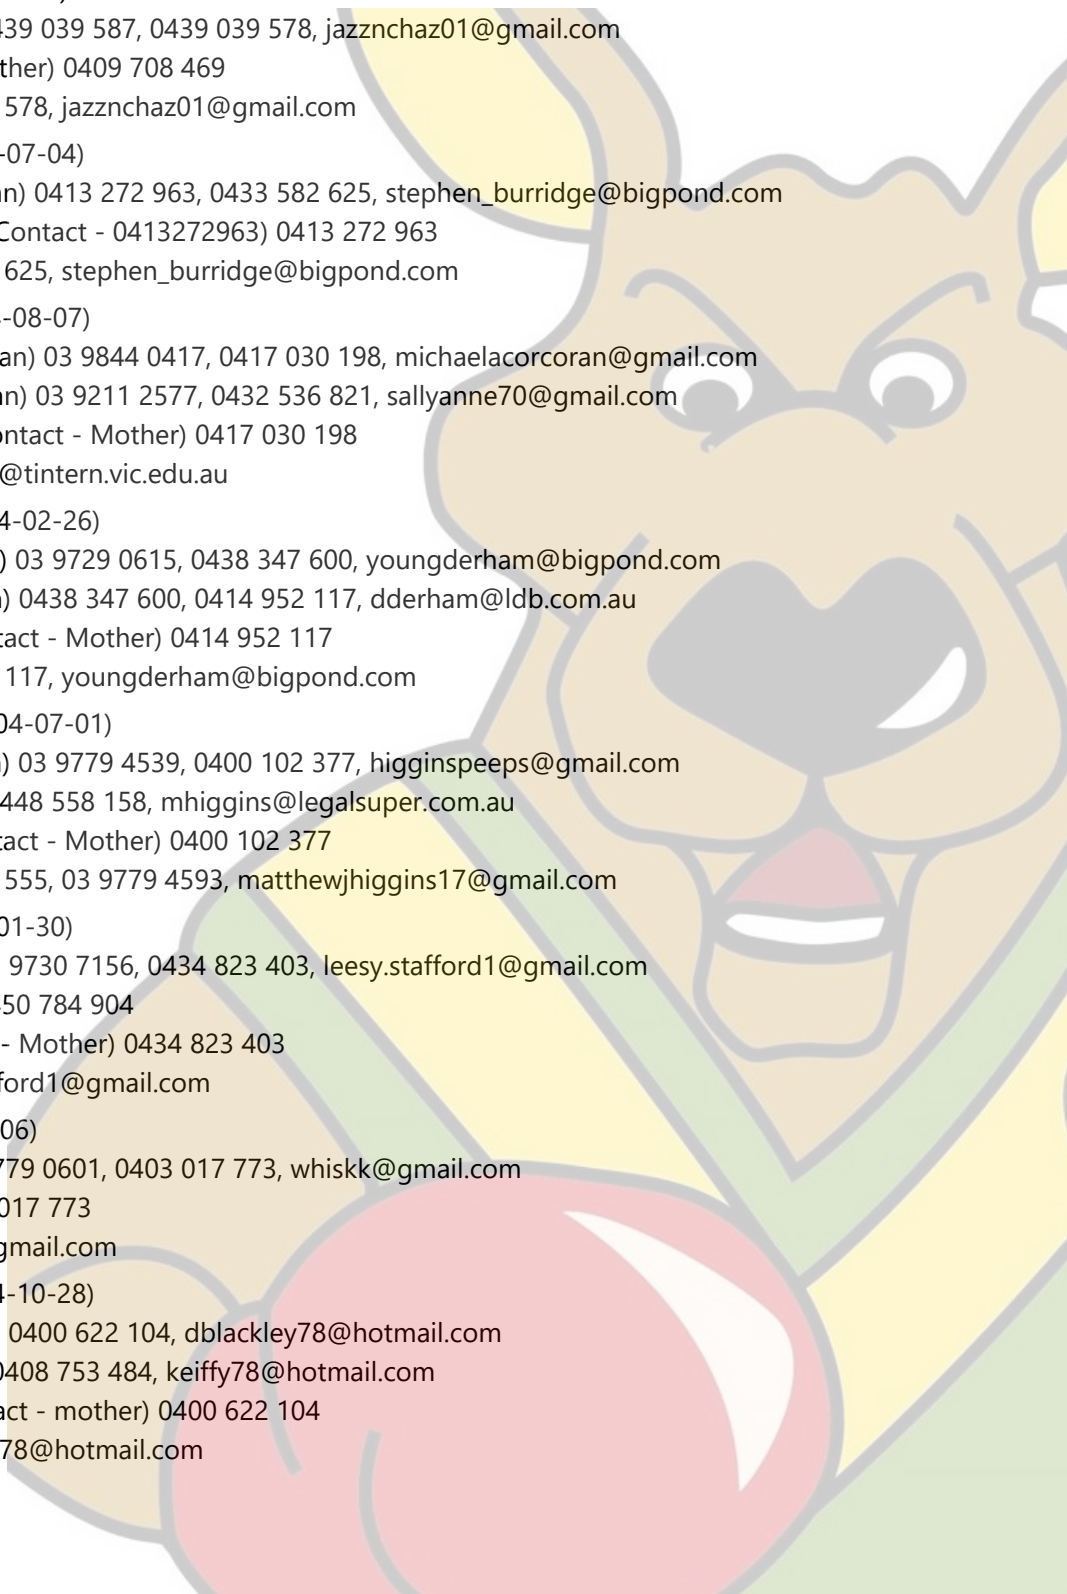 39 039 587, 0439 039 578, jazznchaz01@gmail.com
ther) 0409 708 469
578, jazznchaz01@gmail.com
-07-04)
n) 0413 272 963, 0433 582 625, stephen_burridge@bigpond.com
Contact - 0413272963) 0413 272 963
625, stephen_burridge@bigpond.com
-08-07)
an) 03 9844 0417, 0417 030 198, michaelacorcoran@gmail.com
n) 03 9211 2577, 0432 536 821, sallyanne70@gmail.com
ntact - Mother) 0417 030 198
@tintern.vic.edu.au
4-02-26)
) 03 9729 0615, 0438 347 600, youngderham@bigpond.com
) 0438 347 600, 0414 952 117, dderham@ldb.com.au
tact - Mother) 0414 952 117
117, youngderham@bigpond.com
04-07-01)
) 03 9779 4539, 0400 102 377, higginspeeps@gmail.com
448 558 158, mhiggins@legalsuper.com.au
tact - Mother) 0400 102 377
555, 03 9779 4593, matthewjhiggins17@gmail.com
01-30)
9730 7156, 0434 823 403, leesy.stafford1@gmail.com
50 784 904
- Mother) 0434 823 403
ford1@gmail.com
06)
779 0601, 0403 017 773, whiskk@gmail.com
017 773
gmail.com
-10-28)
0400 622 104, dblackley78@hotmail.com
0408 753 484, keiffy78@hotmail.com
act - mother) 0400 622 104
78@hotmail.com